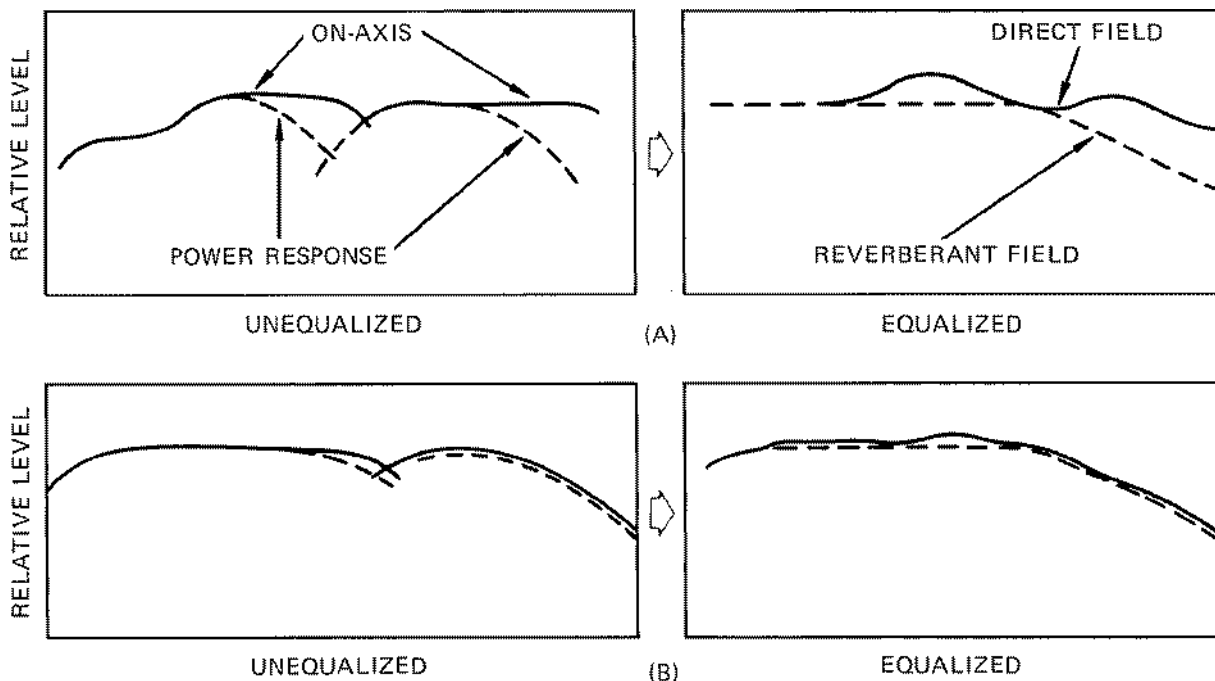 ON-AXIS
DIRECT FIELD
RELATIVE LEVEL
POWER RESPONSE
REVERBERANT FIELD
UNEQUALIZED
EQUALIZED
(A)
RELATIVE LEVEL
UNEQUALIZED
EQUALIZED
(B)